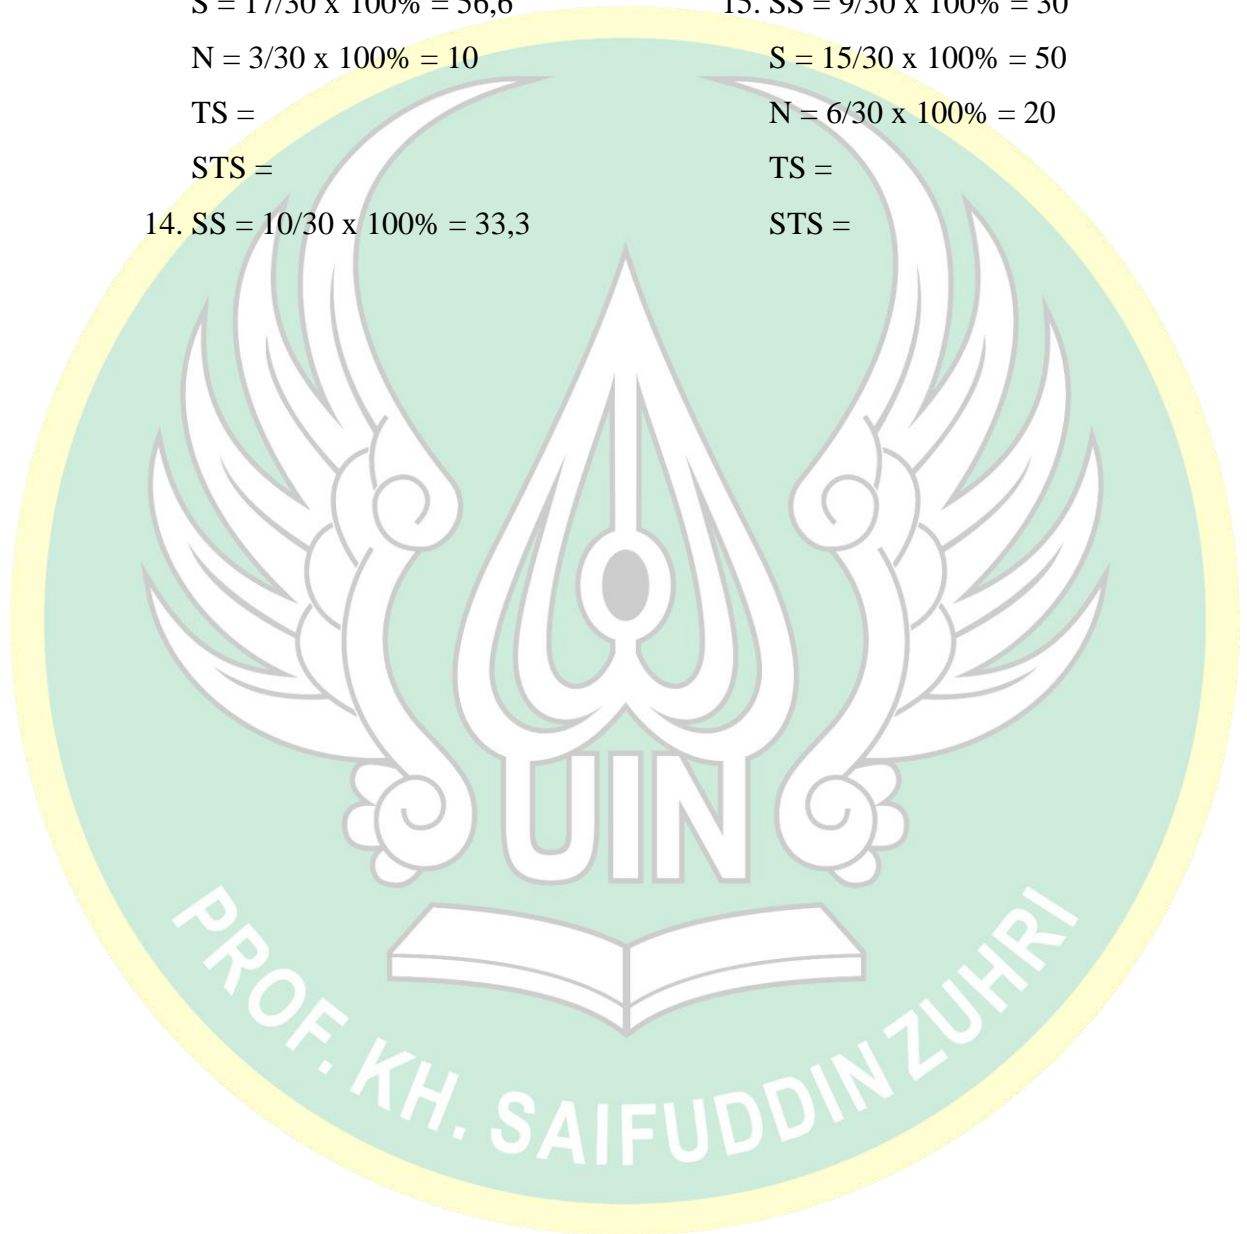 S = 17/30 x 100% = 56,6
N = 3/30 x 100% = 10
TS =
STS =
14. SS = 10/30 x 100% = 33,3
15. SS = 9/30 x 100% = 30
S = 15/30 x 100% = 50
N = 6/30 x 100% = 20
TS =
STS =
UIN
PROF. KH. SAIFUDDIN ZUHRI